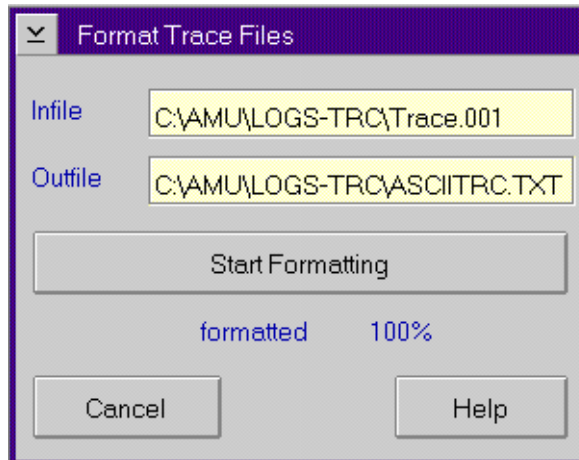 Format Trace Files
Infile C:\AMU\LOGS-TRC\Trace.001
Outfile C:\AMU\LOGS-TRC\ASCIITRC.TXT
Start Formatting
formatted 100%
Cancel Help